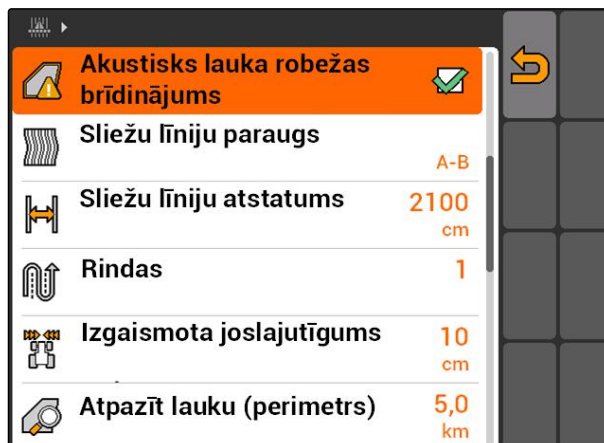 Akustisks lauka robežas
brīdinājums
Sliežu līniju paraugs
A-B
Sliežu līniju atstatums
2100
cm
Rindas
1
Izgaismota joslajutīgums
10
cm
Atpazīt lauku (perimetrs)
5,0
km